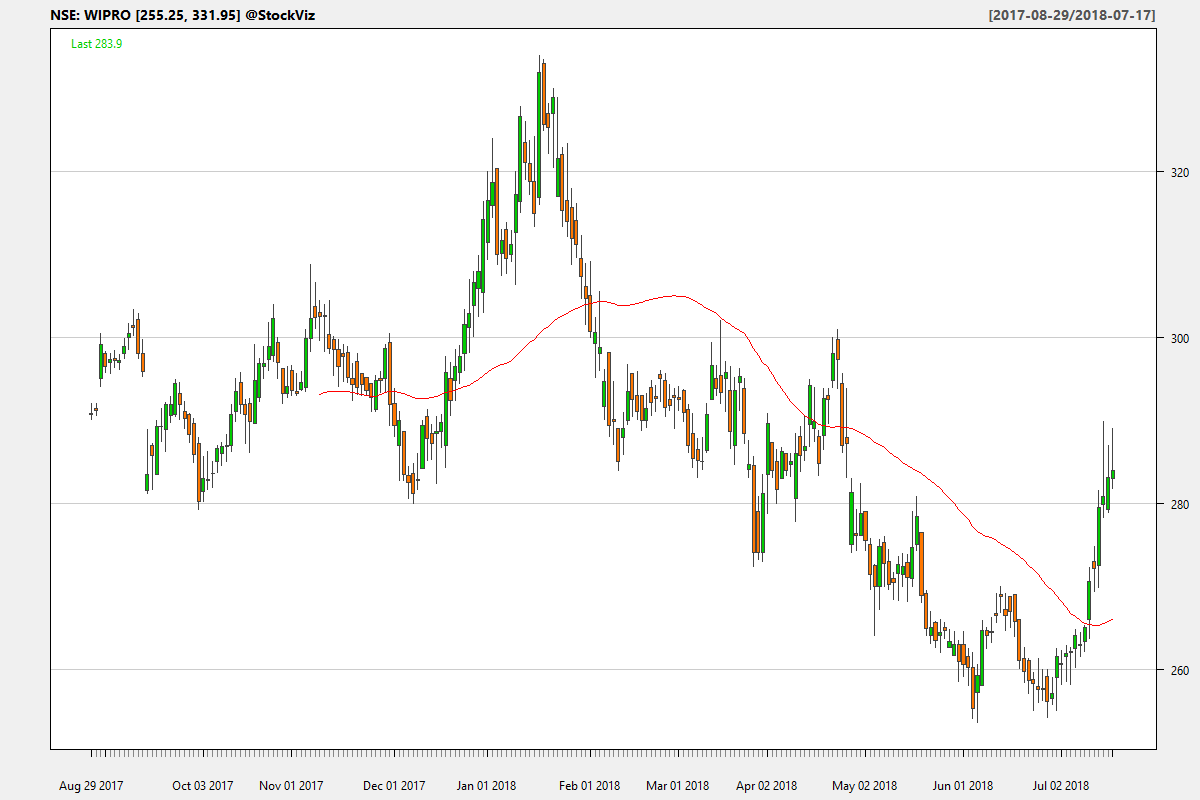 NSE: WIPRO [255.25, 331.95] @StockViz
[2017-08-29/2018-07-17]
Last 283.9
320
300
280
260
Aug 29 2017 Oct 03 2017 Nov 01 2017 Dec 01 2017 Jan 01 2018 Feb 01 2018 Mar 01 2018 Apr 02 2018 May 02 2018 Jun 01 2018 Jul 02 2018